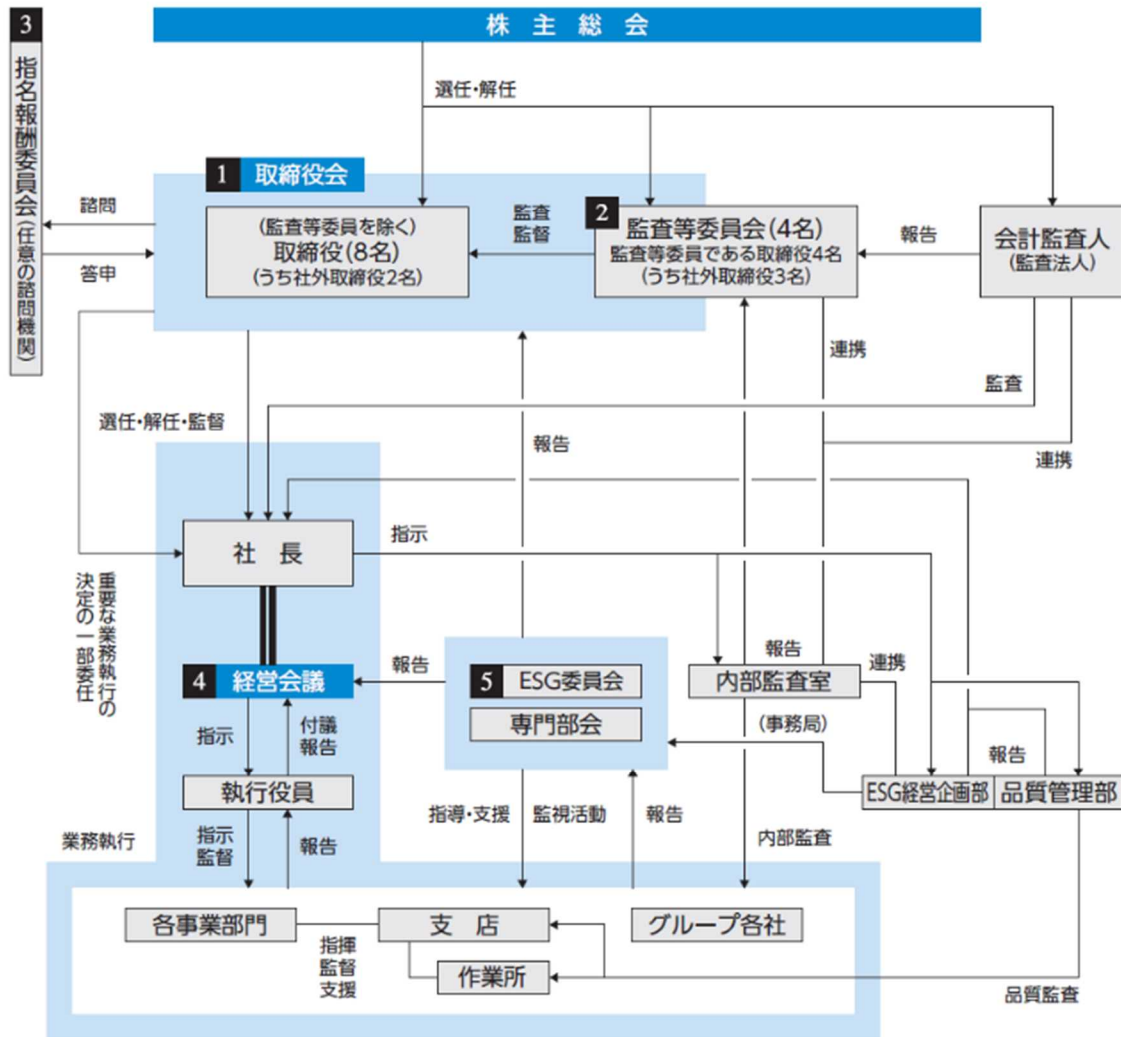 株主総会
3
指名報酬委員会(任意の諮問機関)
選任・解任
1 取締役会
諮問
答申
(監査等委員を除く)
取締役(8名)
(うち社外取締役2名)
監査
監督
2
監査等委員会(4名)
監査等委員である取締役4名
(うち社外取締役3名)
報告
会計監査人
(監査法人)
連携
監査
選任・解任・監督
報告
連携
社長
指示
重要な業務執行の
決定の一部委任
4 経営会議
報告
5 ESG委員会
専門部会
報告
内部監査室
連携
(事務局)
指示
付議
報告
報告
執行役員
ESG経営企画部
品質管理部
業務執行
指示
監督
報告
指導・支援
監視活動
報告
内部監査
各事業部門
支店
グループ各社
指揮
監督
支援
作業所
品質監査